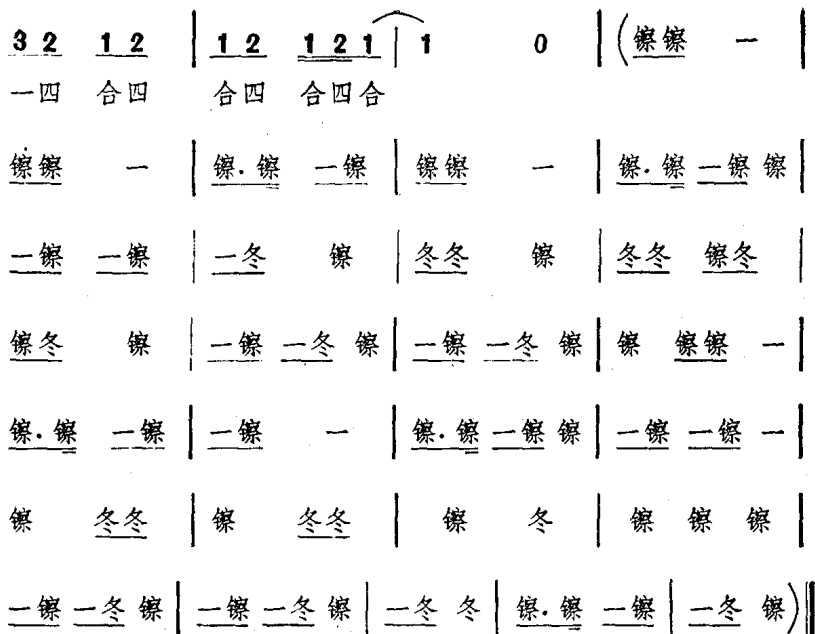 3 2 1 2 | 1 2 1 2 1 | 1 0 | (镲镲 一 |
一四 合四 合四 合四合
镲镲 一 | 镲. 镲 一镲 | 镲镲 一 | 镲. 镲 一镲 镲 |
一镲 一镲 | 一冬 镲 | 冬冬 镲 | 冬冬 镲冬 |
镲冬 镲 | 一镲 一冬 镲 | 一镲 一冬 镲 | 镲 镲镲 一 |
镲. 镲 一镲 | 一镲 一 | 镲. 镲 一镲 镲 | 一镲 一镲 一 |
镲 冬冬 | 镲 冬冬 | 镲 冬 | 镲 镲 镲 |
一镲 一冬 镲 | 一镲 一冬 镲 | 一冬 冬 | 镲. 镲 一镲 | 一冬 镲) ‖